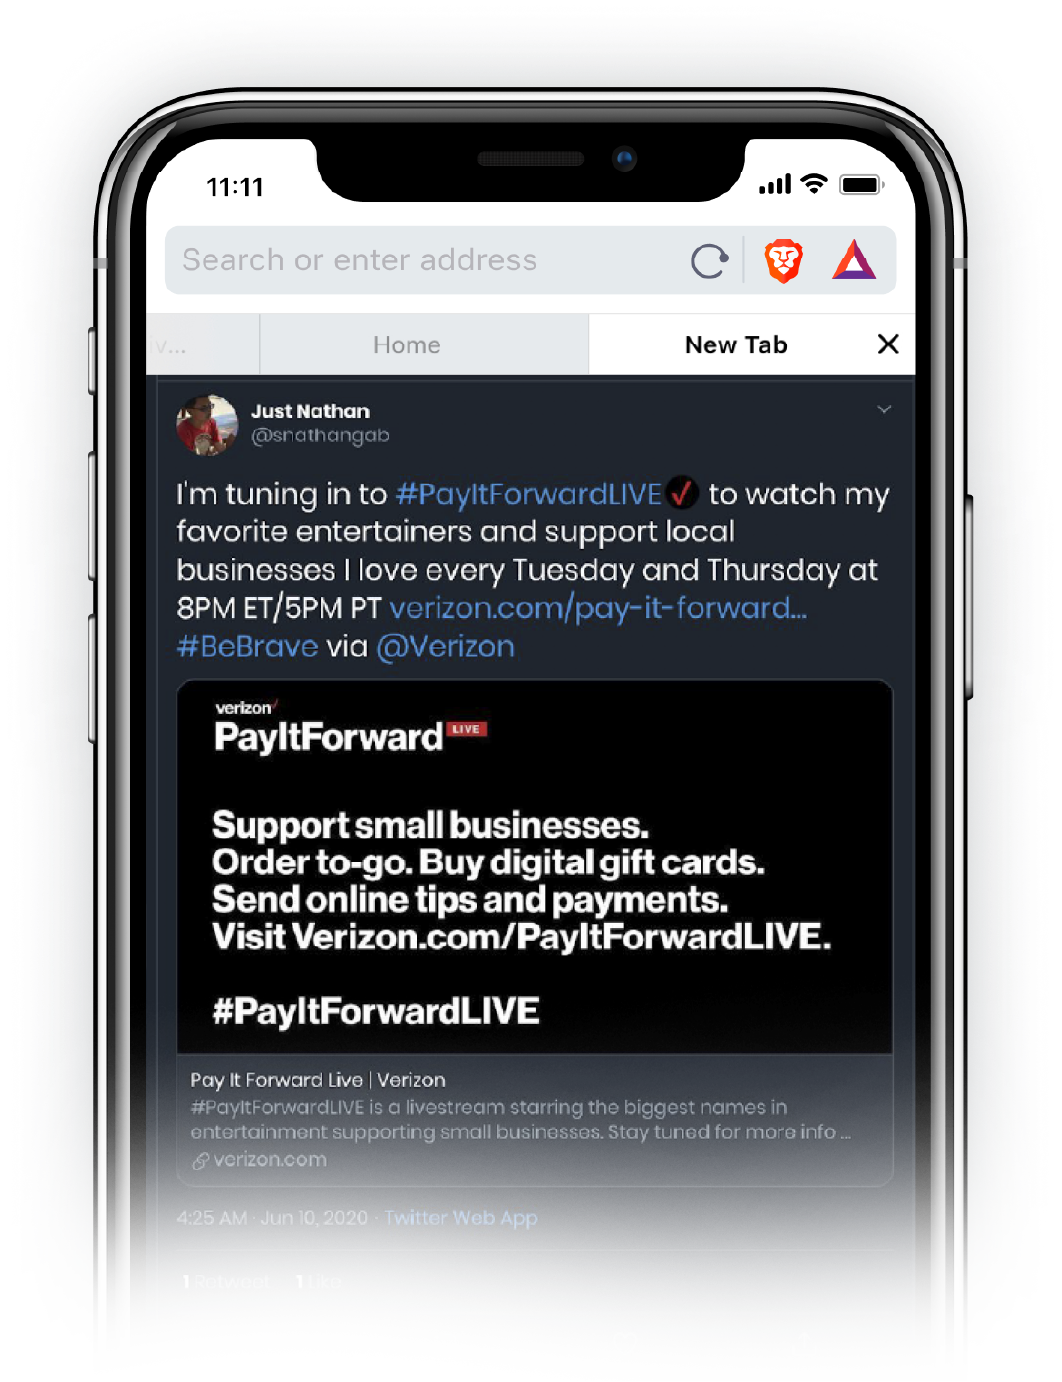 11:11
Search or enter address
v... Home New Tab
Just Nathan
@snathangab
I'm tuning in to #PayItForwardLIVE to watch my
favorite entertainers and support local
businesses I love every Tuesday and Thursday at
8PM ET/5PM PT verizon.com/pay-it-forward...
#BeBrave via @Verizon
verizon
PayItForward LIVE
Support small businesses.
Order to-go. Buy digital gift cards.
Send online tips and payments.
Visit Verizon.com/PayItForwardLIVE.
#PayItForwardLIVE
Pay It Forward Live | Verizon
#PayItForwardLIVE is a livestream starring the biggest names in
entertainment supporting small businesses. Stay tuned for more info ...
verizon.com
4:25 AM · Jun 10, 2020 · Twitter Web App
1 Retweet 1 Like